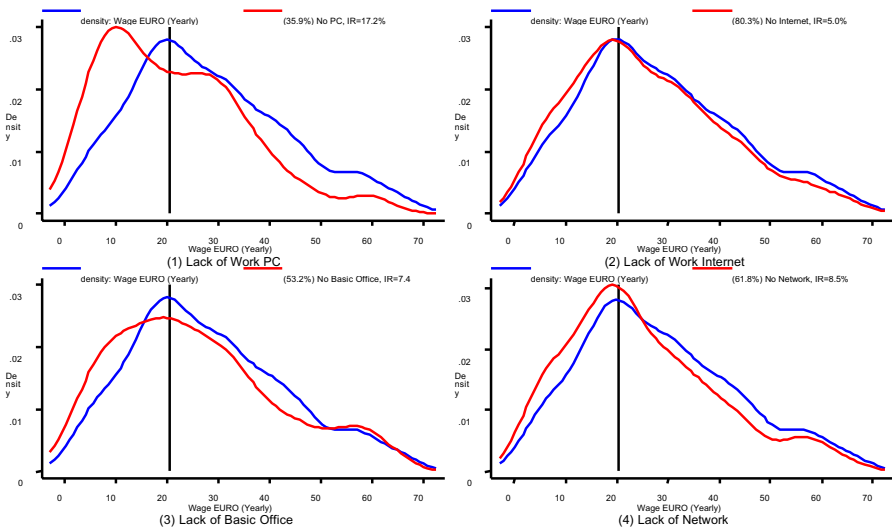 density: Wage EURO (Yearly) (35.9%) No PC, IR=17.2%
.03
.02
De
nsit
y
.01
0
0 10 20 30 40 50 60 70
Wage EURO (Yearly)
(1) Lack of Work PC
density: Wage EURO (Yearly) (80.3%) No Internet, IR=5.0%
.03
.02
De
nsit
y
.01
0
0 10 20 30 40 50 60 70
Wage EURO (Yearly)
(2) Lack of Work Internet
density: Wage EURO (Yearly) (53.2%) No Basic Office, IR=7.4
.03
.02
De
nsit
y
.01
0
0 10 20 30 40 50 60 70
Wage EURO (Yearly)
(3) Lack of Basic Office
density: Wage EURO (Yearly) (61.8%) No Network, IR=8.5%
.03
.02
De
nsit
y
.01
0
0 10 20 30 40 50 60 70
Wage EURO (Yearly)
(4) Lack of Network